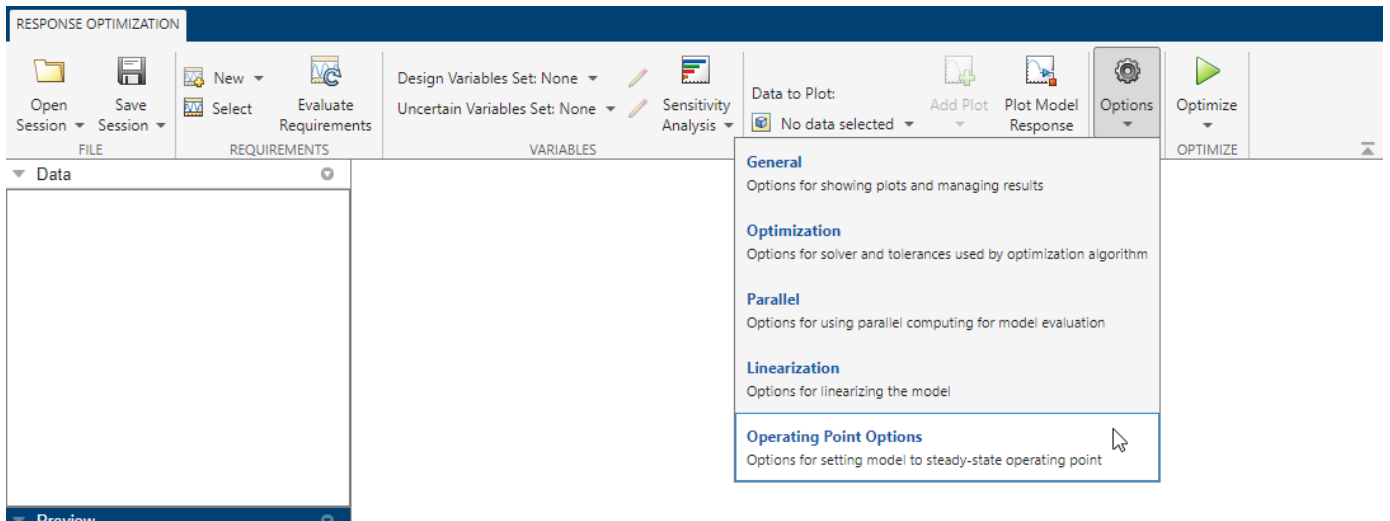 RESPONSE OPTIMIZATION
Open Session
Save Session
New
Select
Evaluate Requirements
Design Variables Set: None
Uncertain Variables Set: None
Sensitivity Analysis
Data to Plot:
No data selected
Add Plot
Plot Model Response
Options
Optimize
FILE
REQUIREMENTS
VARIABLES
OPTIMIZE
Data
General
Options for showing plots and managing results
Optimization
Options for solver and tolerances used by optimization algorithm
Parallel
Options for using parallel computing for model evaluation
Linearization
Options for linearizing the model
Operating Point Options
Options for setting model to steady-state operating point
Preview